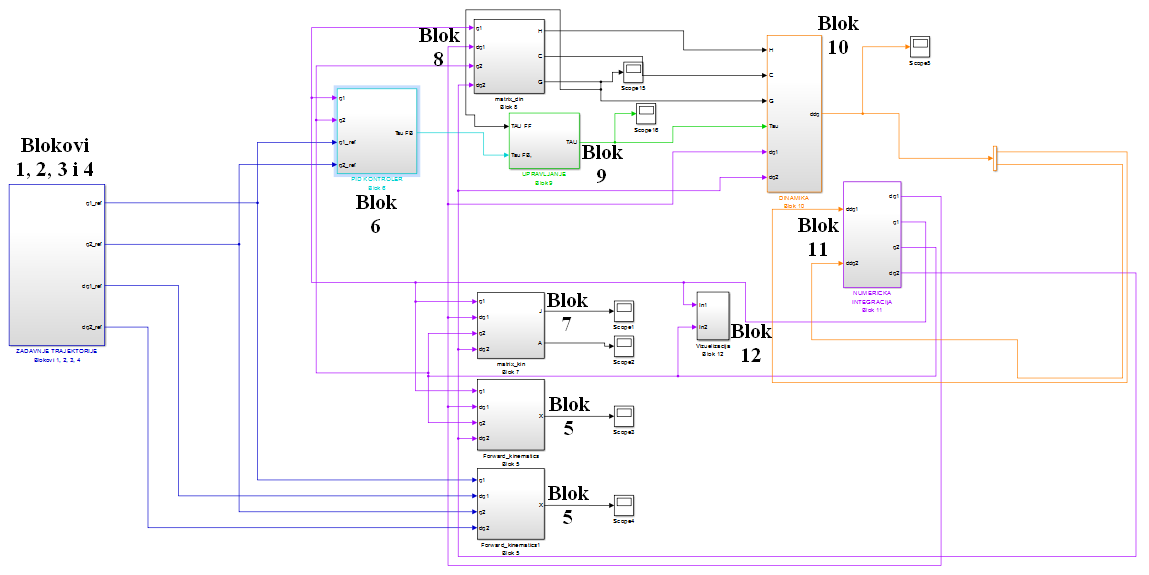 Blokovi
1, 2, 3 i 4
q1_ref
q2_ref
dq1_ref
dq2_ref
ZADAVNJE TRAJEKTORIJE
Blokovi 1, 2, 3, 4
q1
q2
q1_ref
q2_ref
Tau FB
PID KONTROLER
Blok 6
Blok
6
Blok
8
q1
dq1
q2
dq2
H
C
G
matrix_din
Blok 8
Scope15
TAU FF
Tau FB,
TAU
UPRAVLJANJE
Blok 9
Scope16
Blok
9
Blok
10
H
C
G
Tau
dq1
dq2
ddq
DINAMIKA
Blok 10
Scope5
Blok
11
ddq1
ddq2
dq1
q1
q2
dq2
NUMERICKA
INTEGRACIJA
Blok 11
q1
dq1
q2
dq2
J
A
matrix_kin
Blok 7
Blok
7
Scope1
Scope2
In1
In2
Vizuelizacija
Blok 12
Blok
12
q1
dq1
q2
dq2
X
Forward_kinematics
Blok 5
Blok
5
Scope3
q1
dq1
q2
dq2
X
Forward_kinematics1
Blok 5
Blok
5
Scope4